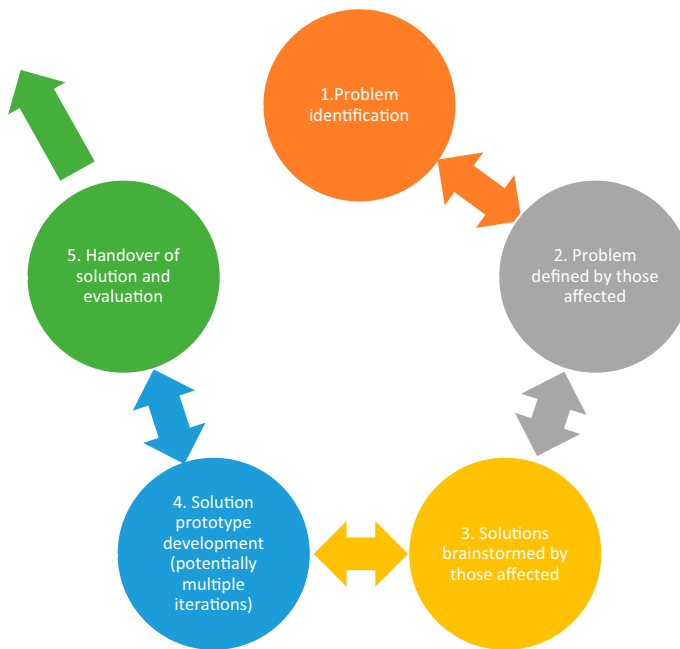 1.Problem
identification
2. Problem
defined by those
affected
3. Solutions
brainstormed by
those affected
4. Solution
prototype
development
(potentially
multiple
iterations)
5. Handover of
solution and
evaluation